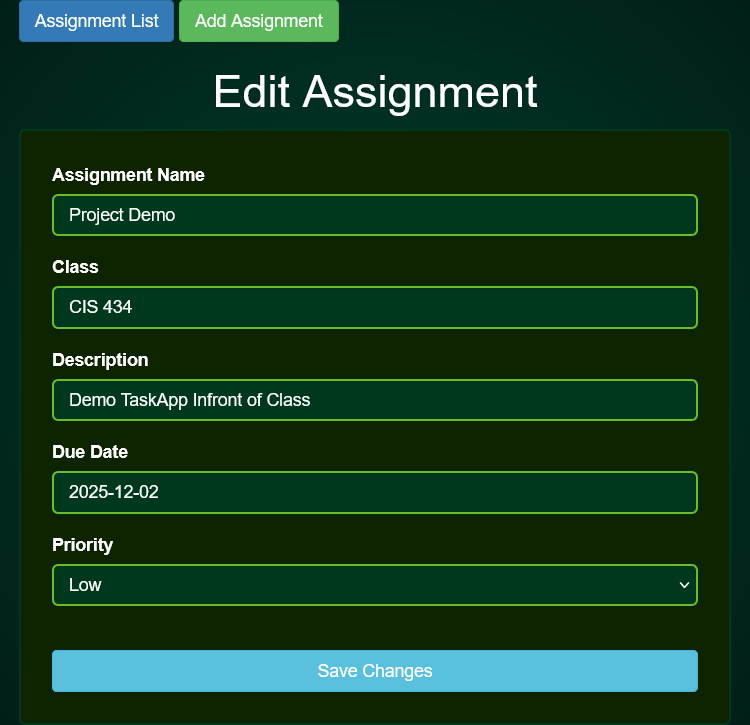 Assignment List Add Assignment
Edit Assignment
Assignment Name
Project Demo
Class
CIS 434
Description
Demo TaskApp Infront of Class
Due Date
2025-12-02
Priority
Low
Save Changes